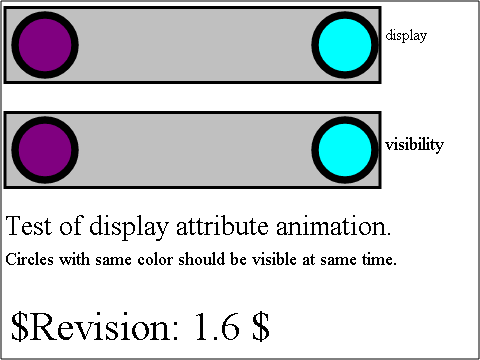 display
visibility
Test of display attribute animation.
Circles with same color should be visible at same time.
$Revision: 1.6 $